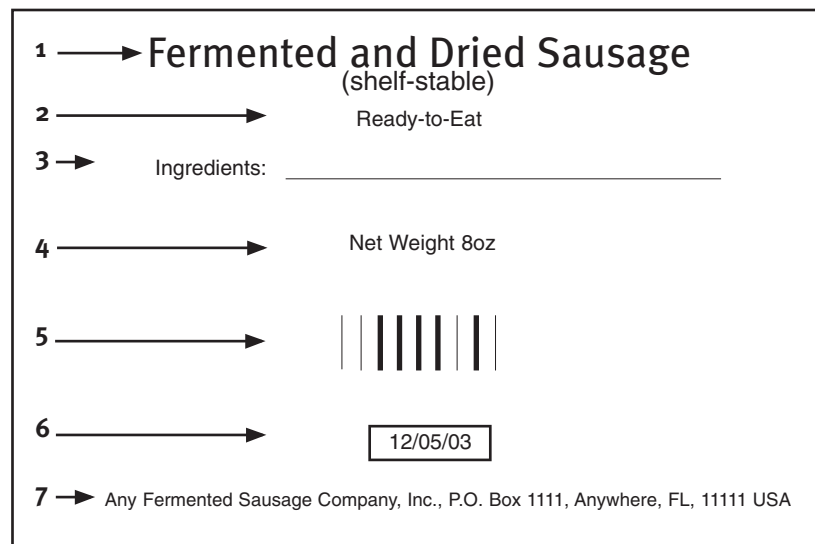 1 Fermented and Dried Sausage
(shelf-stable)
2 Ready-to-Eat
3 Ingredients:
4 Net Weight 8oz
5
6 12/05/03
7 Any Fermented Sausage Company, Inc., P.O. Box 1111, Anywhere, FL, 11111 USA